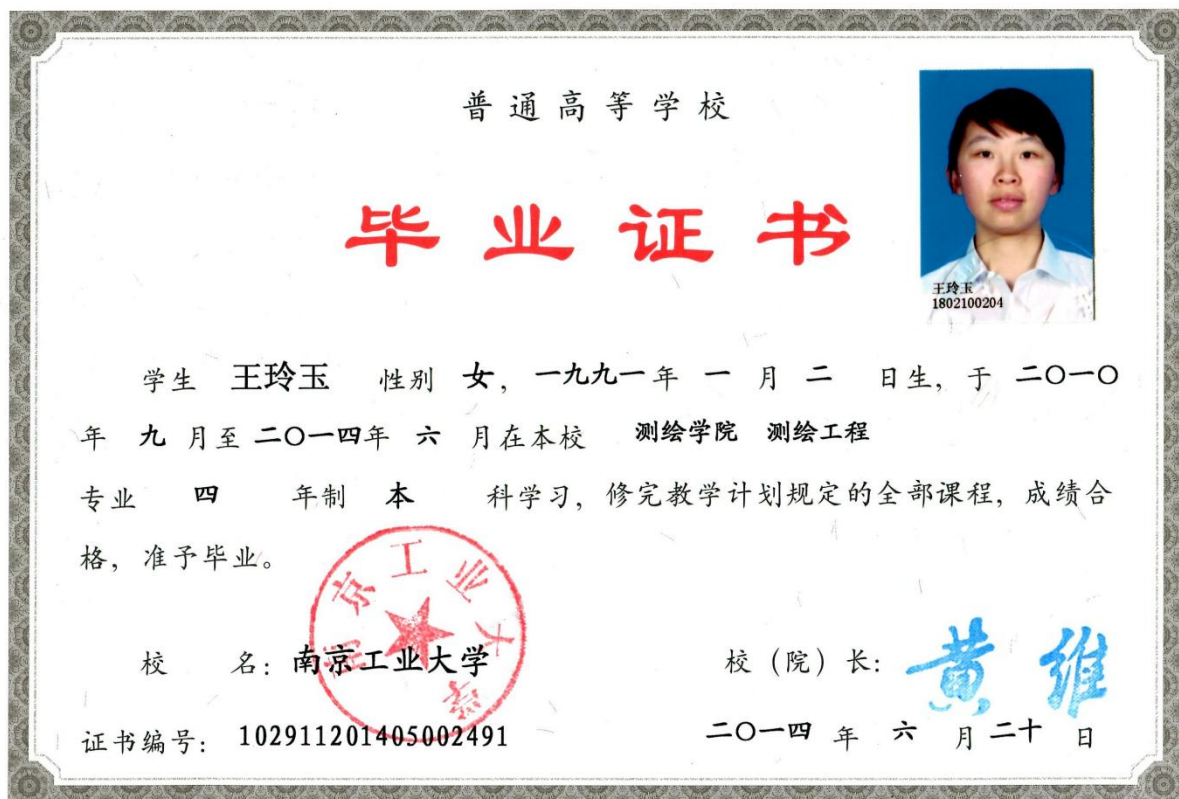 普通高等学校
毕业证书
王玲玉
1802100204
学生 王玲玉 性别 女，一九九一年 一 月 二 日生，于 二〇一〇
年 九 月至二〇一四年 六 月在本校 测绘学院 测绘工程
专业 四 年制 本 科学习，修完教学计划规定的全部课程，成绩合
格，准予毕业。
南京工业大学
校 名：南京工业大学
校（院）长：黄维
证书编号：102911201405002491
二〇一四 年 六 月二十 日